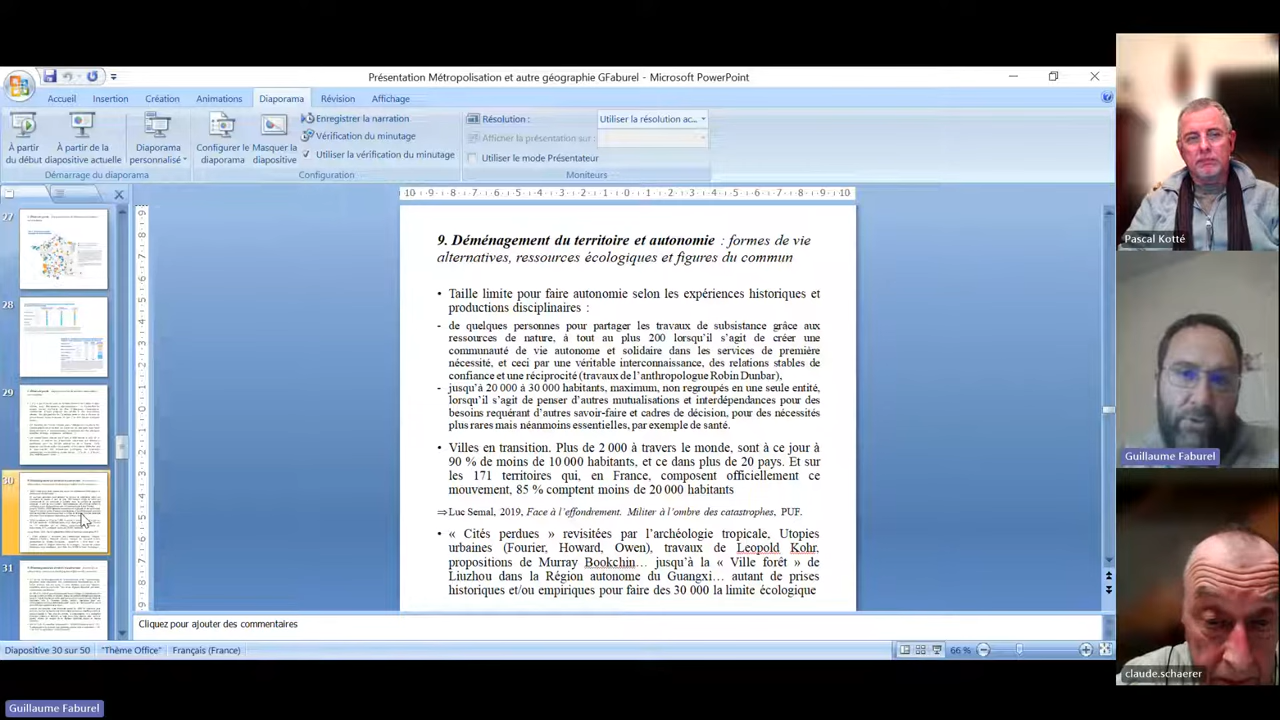 Présentation Métropolisation et autre géographie GFaburel - Microsoft PowerPoint
Accueil
Insertion
Création
Animations
Diaporama
Révision
Affichage
À partir du début
À partir de la diapositive actuelle
Diaporama personnalisé
Configurer le diaporama
Masquer la diapositive
Enregistrer la narration
Vérification du minutage
Utiliser la vérification du minutage
Résolution :
Utiliser la résolution ac...
Afficher la présentation sur :
Utiliser le mode Présentateur
Démarrage du diaporama
Configuration
Moniteurs
27
28
29
30
31
9. Déménagement du territoire et autonomie : formes de vie
alternatives, ressources écologiques et figures du commun
• Taille limite pour faire autonomie selon les expériences historiques et
productions disciplinaires :
- de quelques personnes pour partager les travaux de subsistance grâce aux
ressources de nature, à tout au plus 200 lorsqu'il s'agit de créer une
communauté de vie autonome et solidaire dans les services de première
nécessité, et ceci par une véritable interconnaissance, des relations stables de
confiance et une réciprocité (travaux de l'anthropologue Robin Dunbar),
- jusqu'à 20 000 à 30 000 habitants, maximum, non regroupés en une seule entité,
lorsqu'il s'agit de penser d'autres mutualisations et interdépendances pour des
besoins requérant d'autres savoir-faire et cadres de décision, pour des nécessités
plus rares mais néanmoins essentielles, par exemple de santé.
• Villes en transition. Plus de 2 000 à travers le monde, sont à ce jour à
90 % de moins de 10 000 habitants, et ce dans plus de 20 pays. Et sur
les 171 territoires qui, en France, composent officiellement ce
mouvement, 85 % comptent moins de 20 000 habitants
⇒ Luc Semal, 2019, Face à l'effondrement. Militer à l'ombre des catastrophes, PUF.
• « Cités perdues » revisitées par l'archéologie tropicale, Utopies
urbaines (Fourier, Howard, Owen), travaux de Leopold Kohr,
propositions de Murray Bookchin… jusqu'à la « Ville forêt » de
Liuzhou dans la Région autonome du Guangxi… autant de prises
historiques et/ou empiriques pour faire des 30 000 la limite écologique
Cliquez pour ajouter des commentaires
Diapositive 30 sur 50
"Thème Office"
Français (France)
66 %
Pascal Kotté
Guillaume Faburel
claude.schaerer
Guillaume Faburel